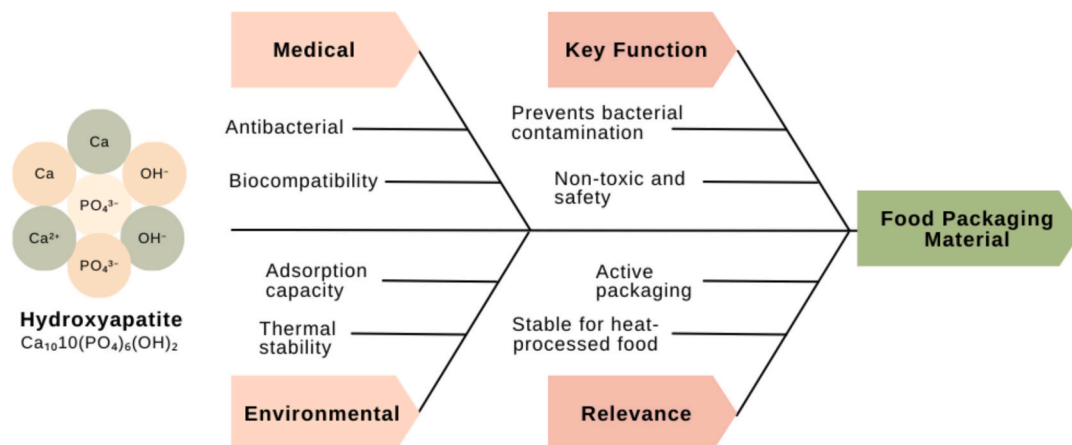 Medical
Key Function
Antibacterial
Biocompatibility
Prevents bacterial
contamination
Non-toxic and
safety
Ca
Ca
OH⁻
PO₄³⁻
Ca²⁺
OH⁻
PO₄³⁻
Hydroxyapatite
Ca₁₀10(PO₄)₆(OH)₂
Food Packaging
Material
Adsorption
capacity
Thermal
stability
Active
packaging
Stable for heat-
processed food
Environmental
Relevance